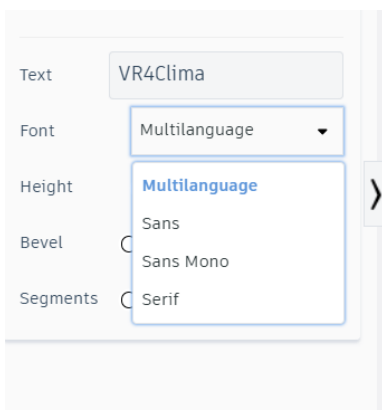 Text VR4Clima
Font Multilanguage
Height Multilanguage
Sans
Bevel
Sans Mono
Segments Serif